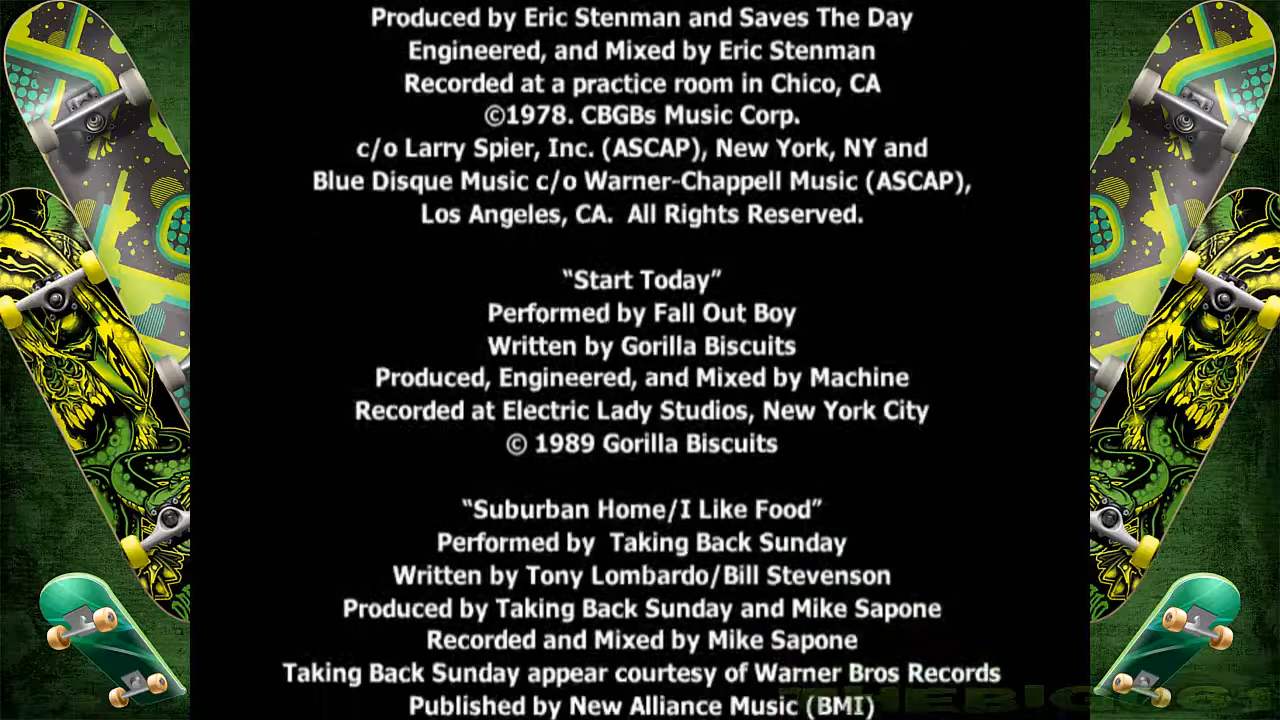 Produced by Eric Stenman and Saves The Day
Engineered, and Mixed by Eric Stenman
Recorded at a practice room in Chico, CA
©1978. CBGBs Music Corp.
c/o Larry Spier, Inc. (ASCAP), New York, NY and
Blue Disque Music c/o Warner-Chappell Music (ASCAP),
Los Angeles, CA.  All Rights Reserved.
“Start Today”
Performed by Fall Out Boy
Written by Gorilla Biscuits
Produced, Engineered, and Mixed by Machine
Recorded at Electric Lady Studios, New York City
© 1989 Gorilla Biscuits
“Suburban Home/I Like Food”
Performed by  Taking Back Sunday
Written by Tony Lombardo/Bill Stevenson
Produced by Taking Back Sunday and Mike Sapone
Recorded and Mixed by Mike Sapone
Taking Back Sunday appear courtesy of Warner Bros Records
Published by New Alliance Music (BMI)